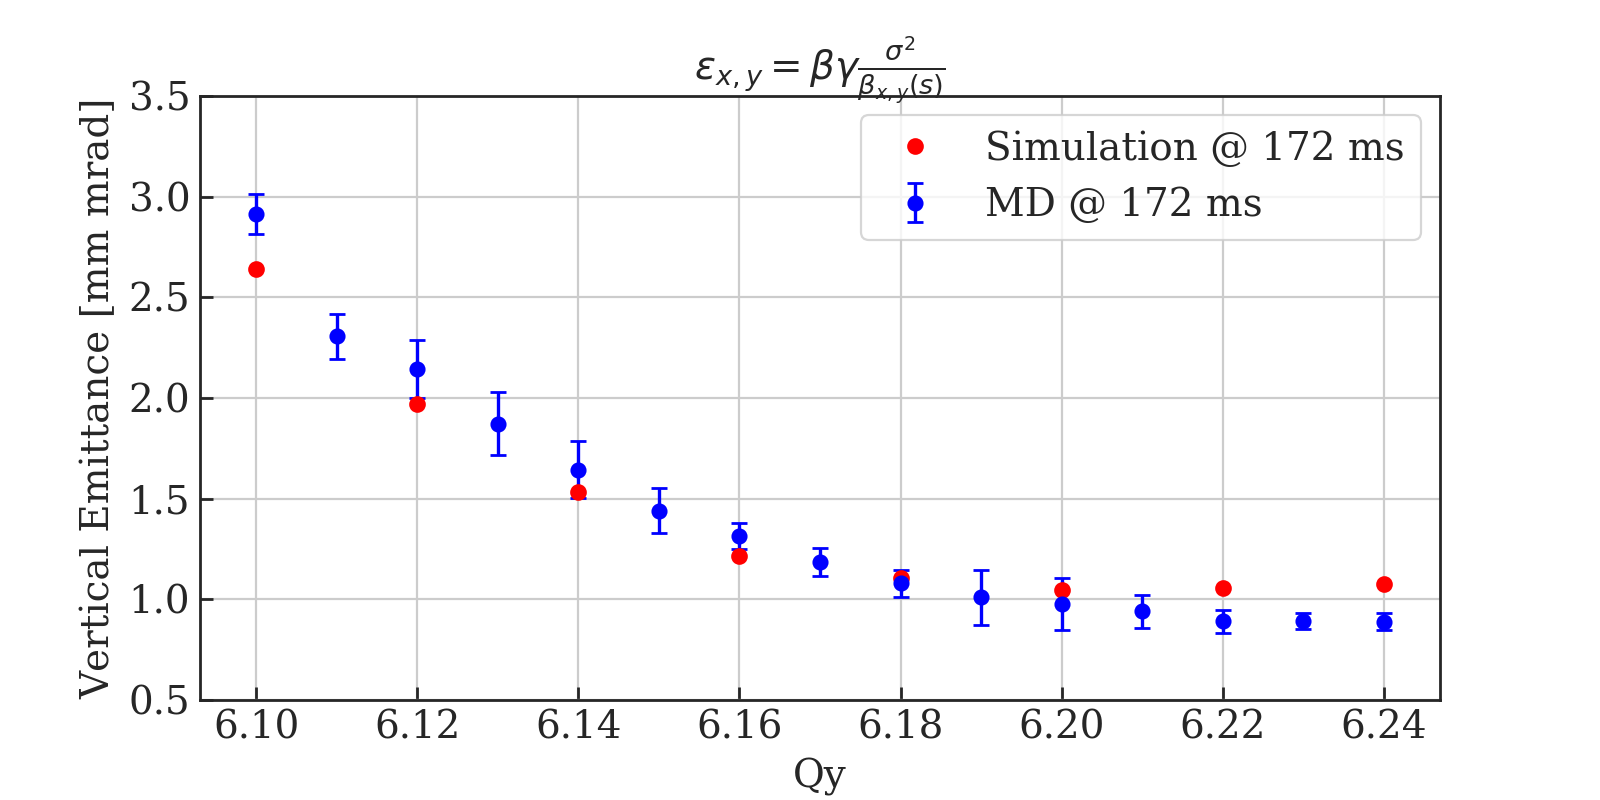 ε_{x,y} = βγ σ²/β_{x,y}(s)
Simulation @ 172 ms
MD @ 172 ms
Vertical Emittance [mm mrad]
3.5
3.0
2.5
2.0
1.5
1.0
0.5
6.10 6.12 6.14 6.16 6.18 6.20 6.22 6.24
Qy